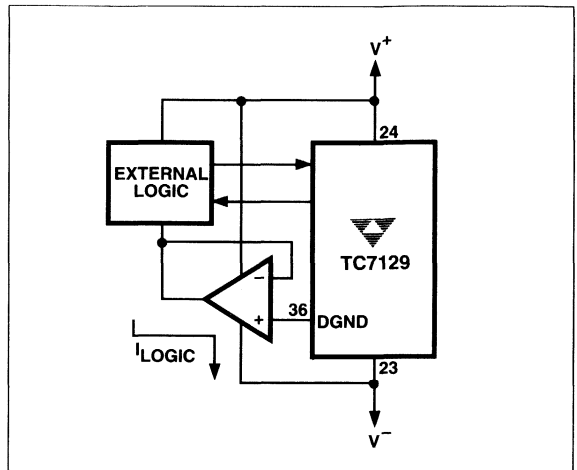 V+
24
EXTERNAL
LOGIC
TC7129
−
36
+
DGND
ILOGIC
23
V−